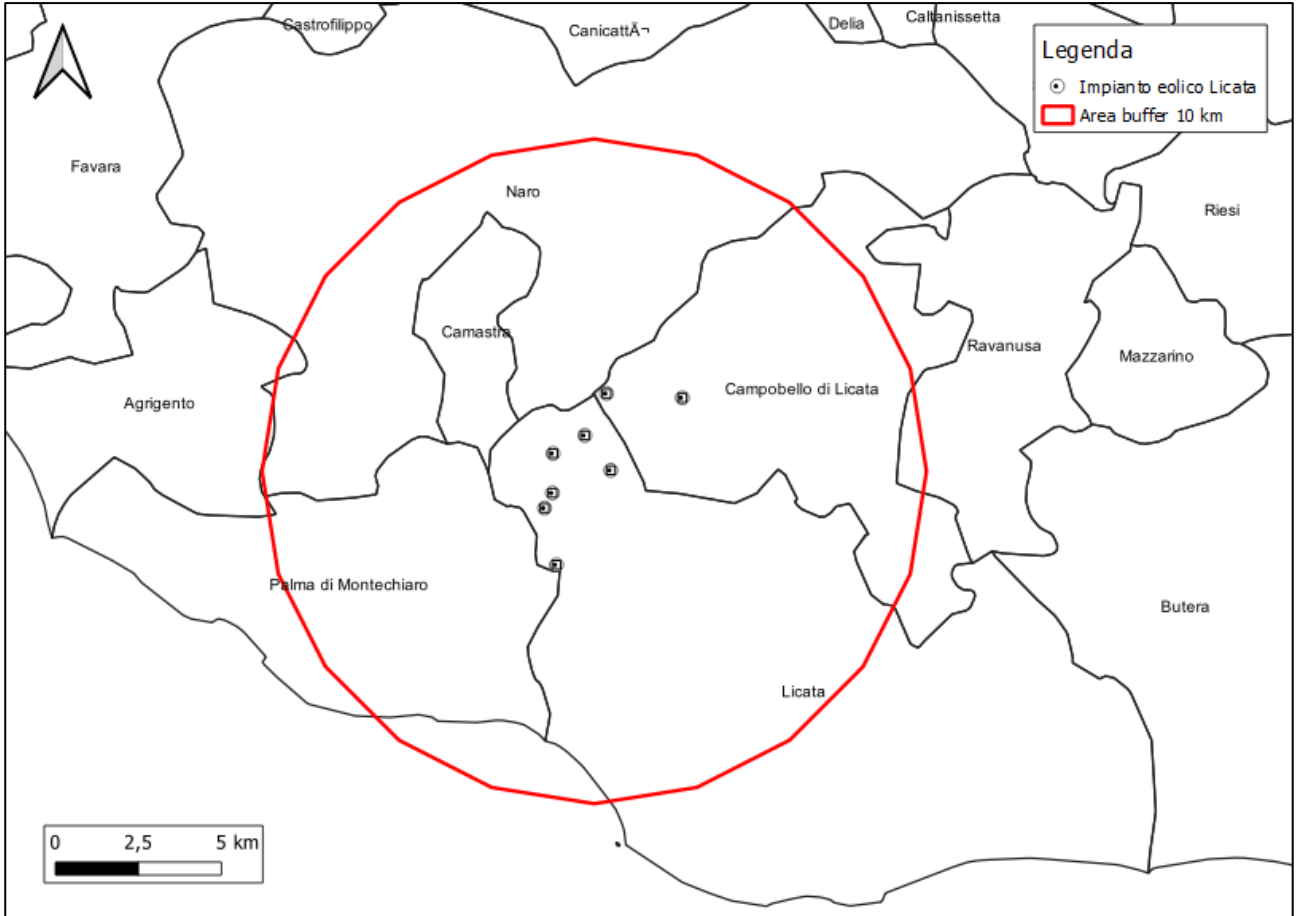 Castrofilippo
CanicattÃ¬
Delia
Caltanissetta
Legenda
Impianto eolico Licata
Area buffer 10 km
Favara
Naro
Riesi
Camastra
Ravanusa
Mazzarino
Agrigento
Campobello di Licata
Palma di Montechiaro
Butera
Licata
0 2,5 5 km